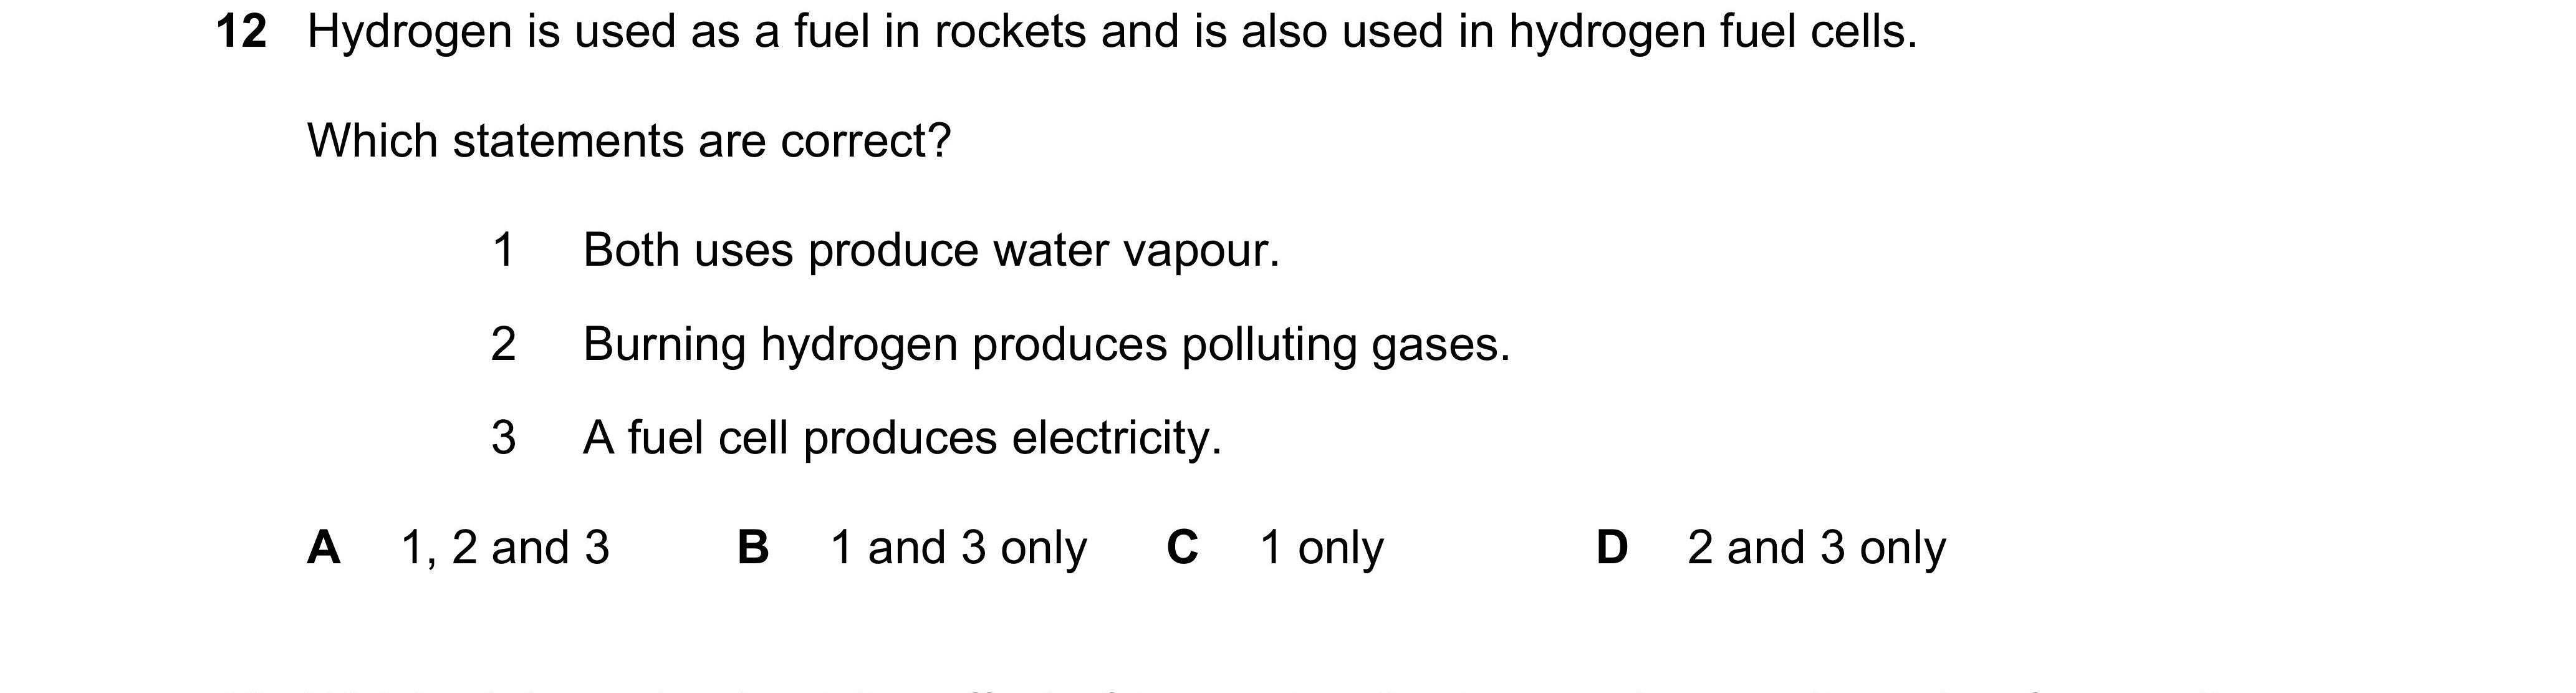 12 Hydrogen is used as a fuel in rockets and is also used in hydrogen fuel cells.
Which statements are correct?
1 Both uses produce water vapour.
2 Burning hydrogen produces polluting gases.
3 A fuel cell produces electricity.
A 1, 2 and 3 B 1 and 3 only C 1 only D 2 and 3 only